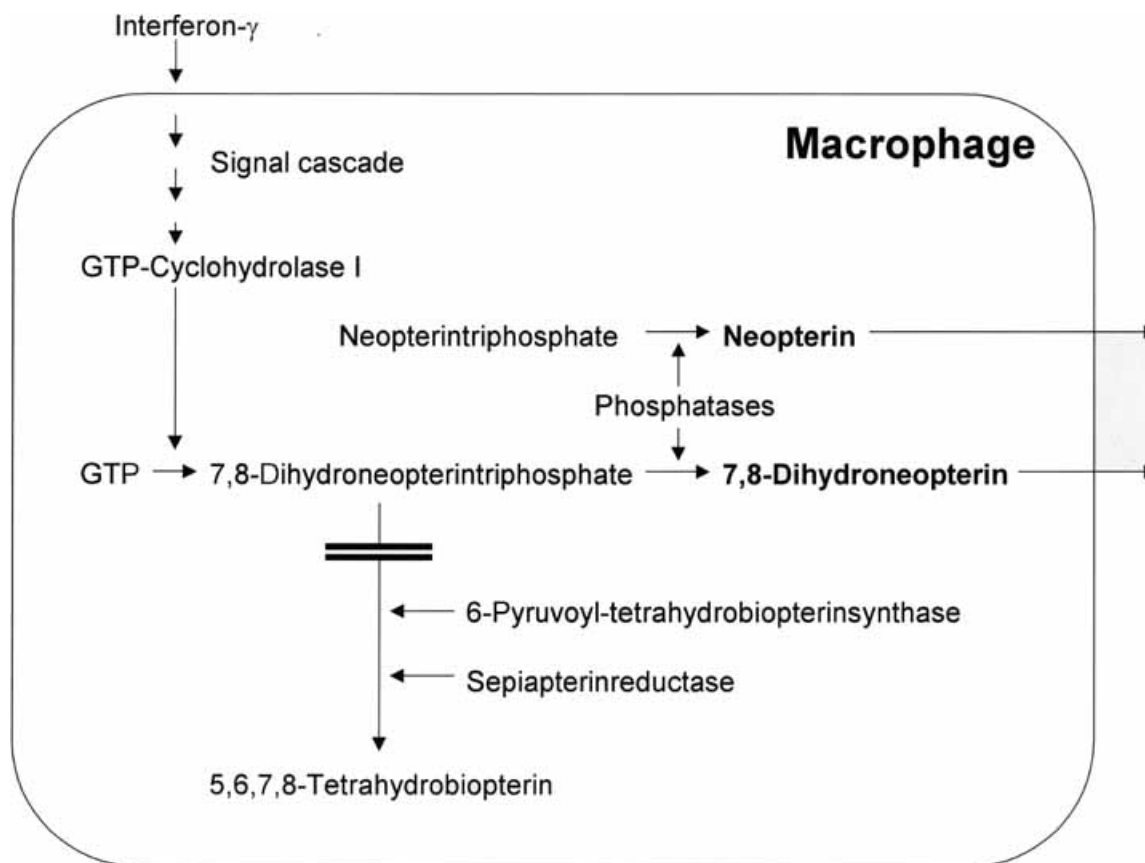 Interferon-γ
Macrophage
Signal cascade
GTP-Cyclohydrolase I
Neopterintriphosphate
Neopterin
Phosphatases
GTP
7,8-Dihydroneopterintriphosphate
7,8-Dihydroneopterin
6-Pyruvoyl-tetrahydrobiopterinsynthase
Sepiapterinreductase
5,6,7,8-Tetrahydrobiopterin